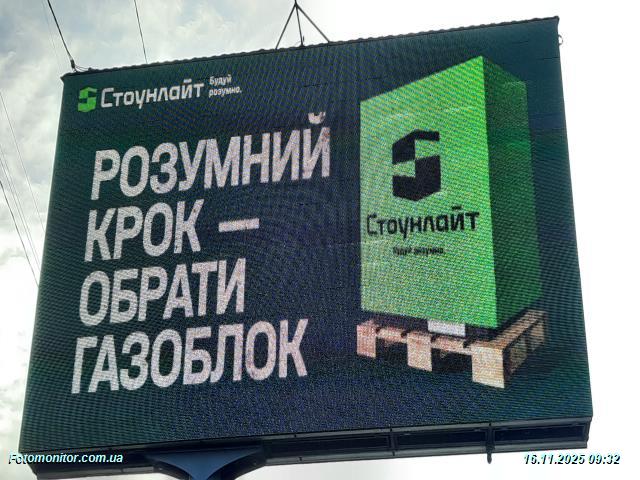 Стоунлайт
Будуй
розумно.
РОЗУМНИЙ
КРОК –
ОБРАТИ
ГАЗОБЛОК
Стоунлайт
Будуй розумно.
Fotomonitor.com.ua
16.11.2025 09:32